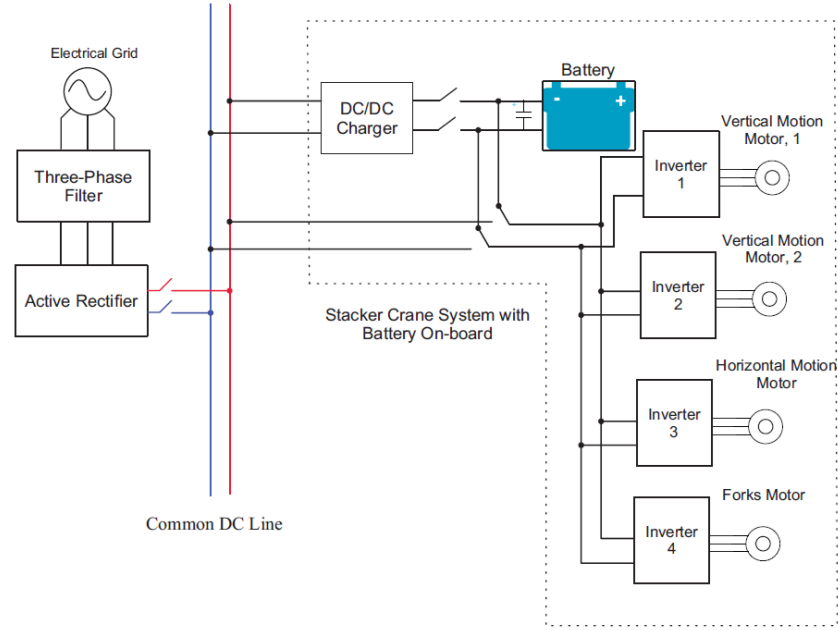 Electrical Grid
Three-Phase
Filter
Active Rectifier
Common DC Line
DC/DC
Charger
Battery
-
+
Stacker Crane System with
Battery On-board
Vertical Motion
Motor, 1
Inverter
1
Vertical Motion
Motor, 2
Inverter
2
Horizontal Motion
Motor
Inverter
3
Forks Motor
Inverter
4